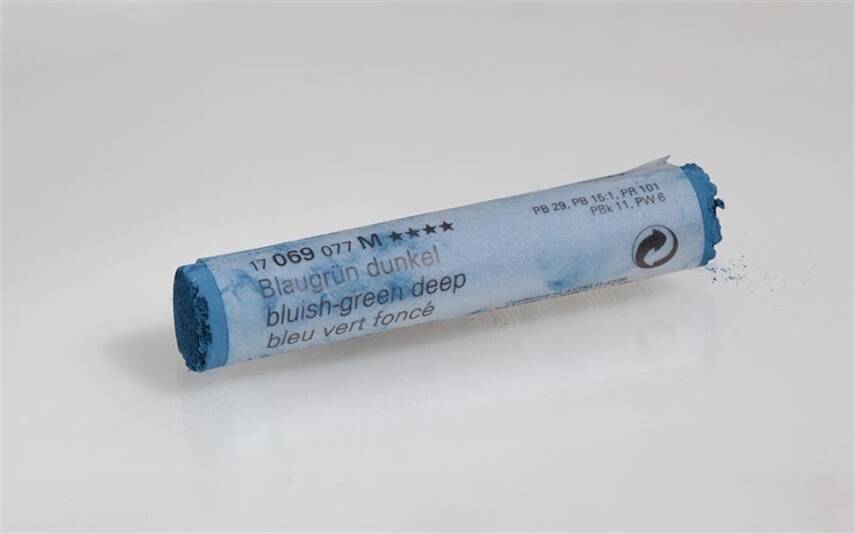 17 069 077 M ★★★★
Blaugrün dunkel
bluish-green deep
bleu vert foncé
PB 29, PB 15:1, PR 101
PBk 11, PW 6